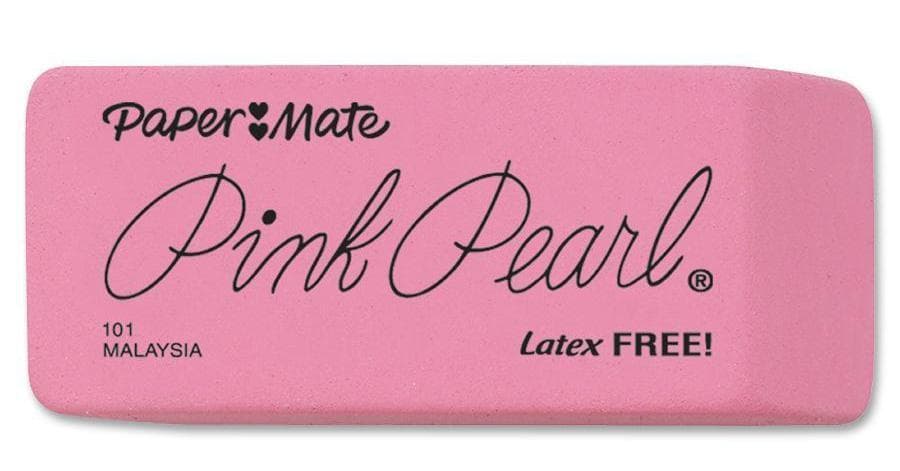 Paper Mate
Pink Pearl®
101
MALAYSIA
Latex FREE!